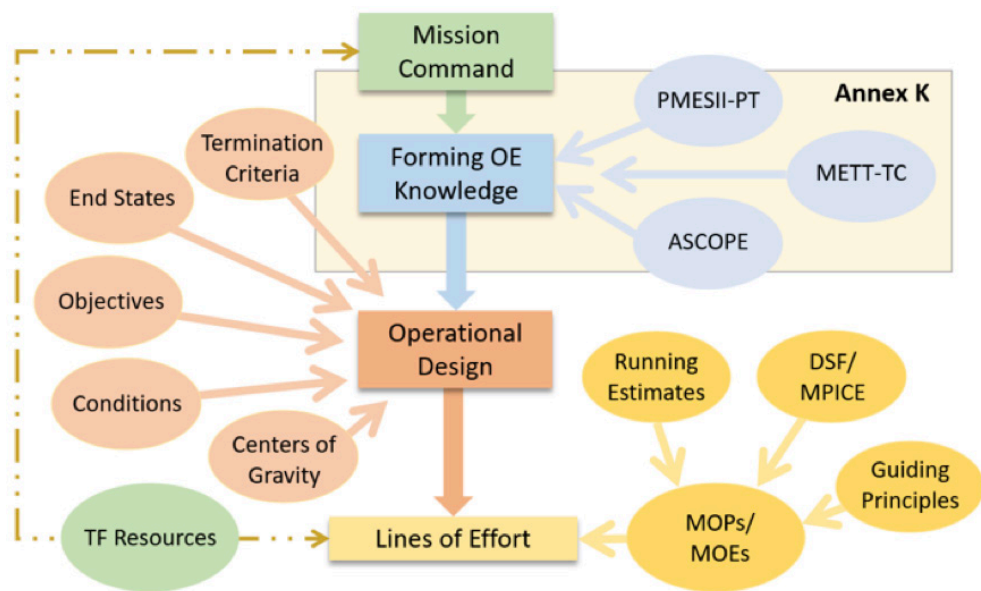 Mission
Command
Annex K
PMESII-PT
Termination
Criteria
Forming OE
Knowledge
METT-TC
End States
ASCOPE
Objectives
Operational
Design
Running
Estimates
DSF/
MPICE
Conditions
Centers of
Gravity
Guiding
Principles
TF Resources
Lines of Effort
MOPs/
MOEs